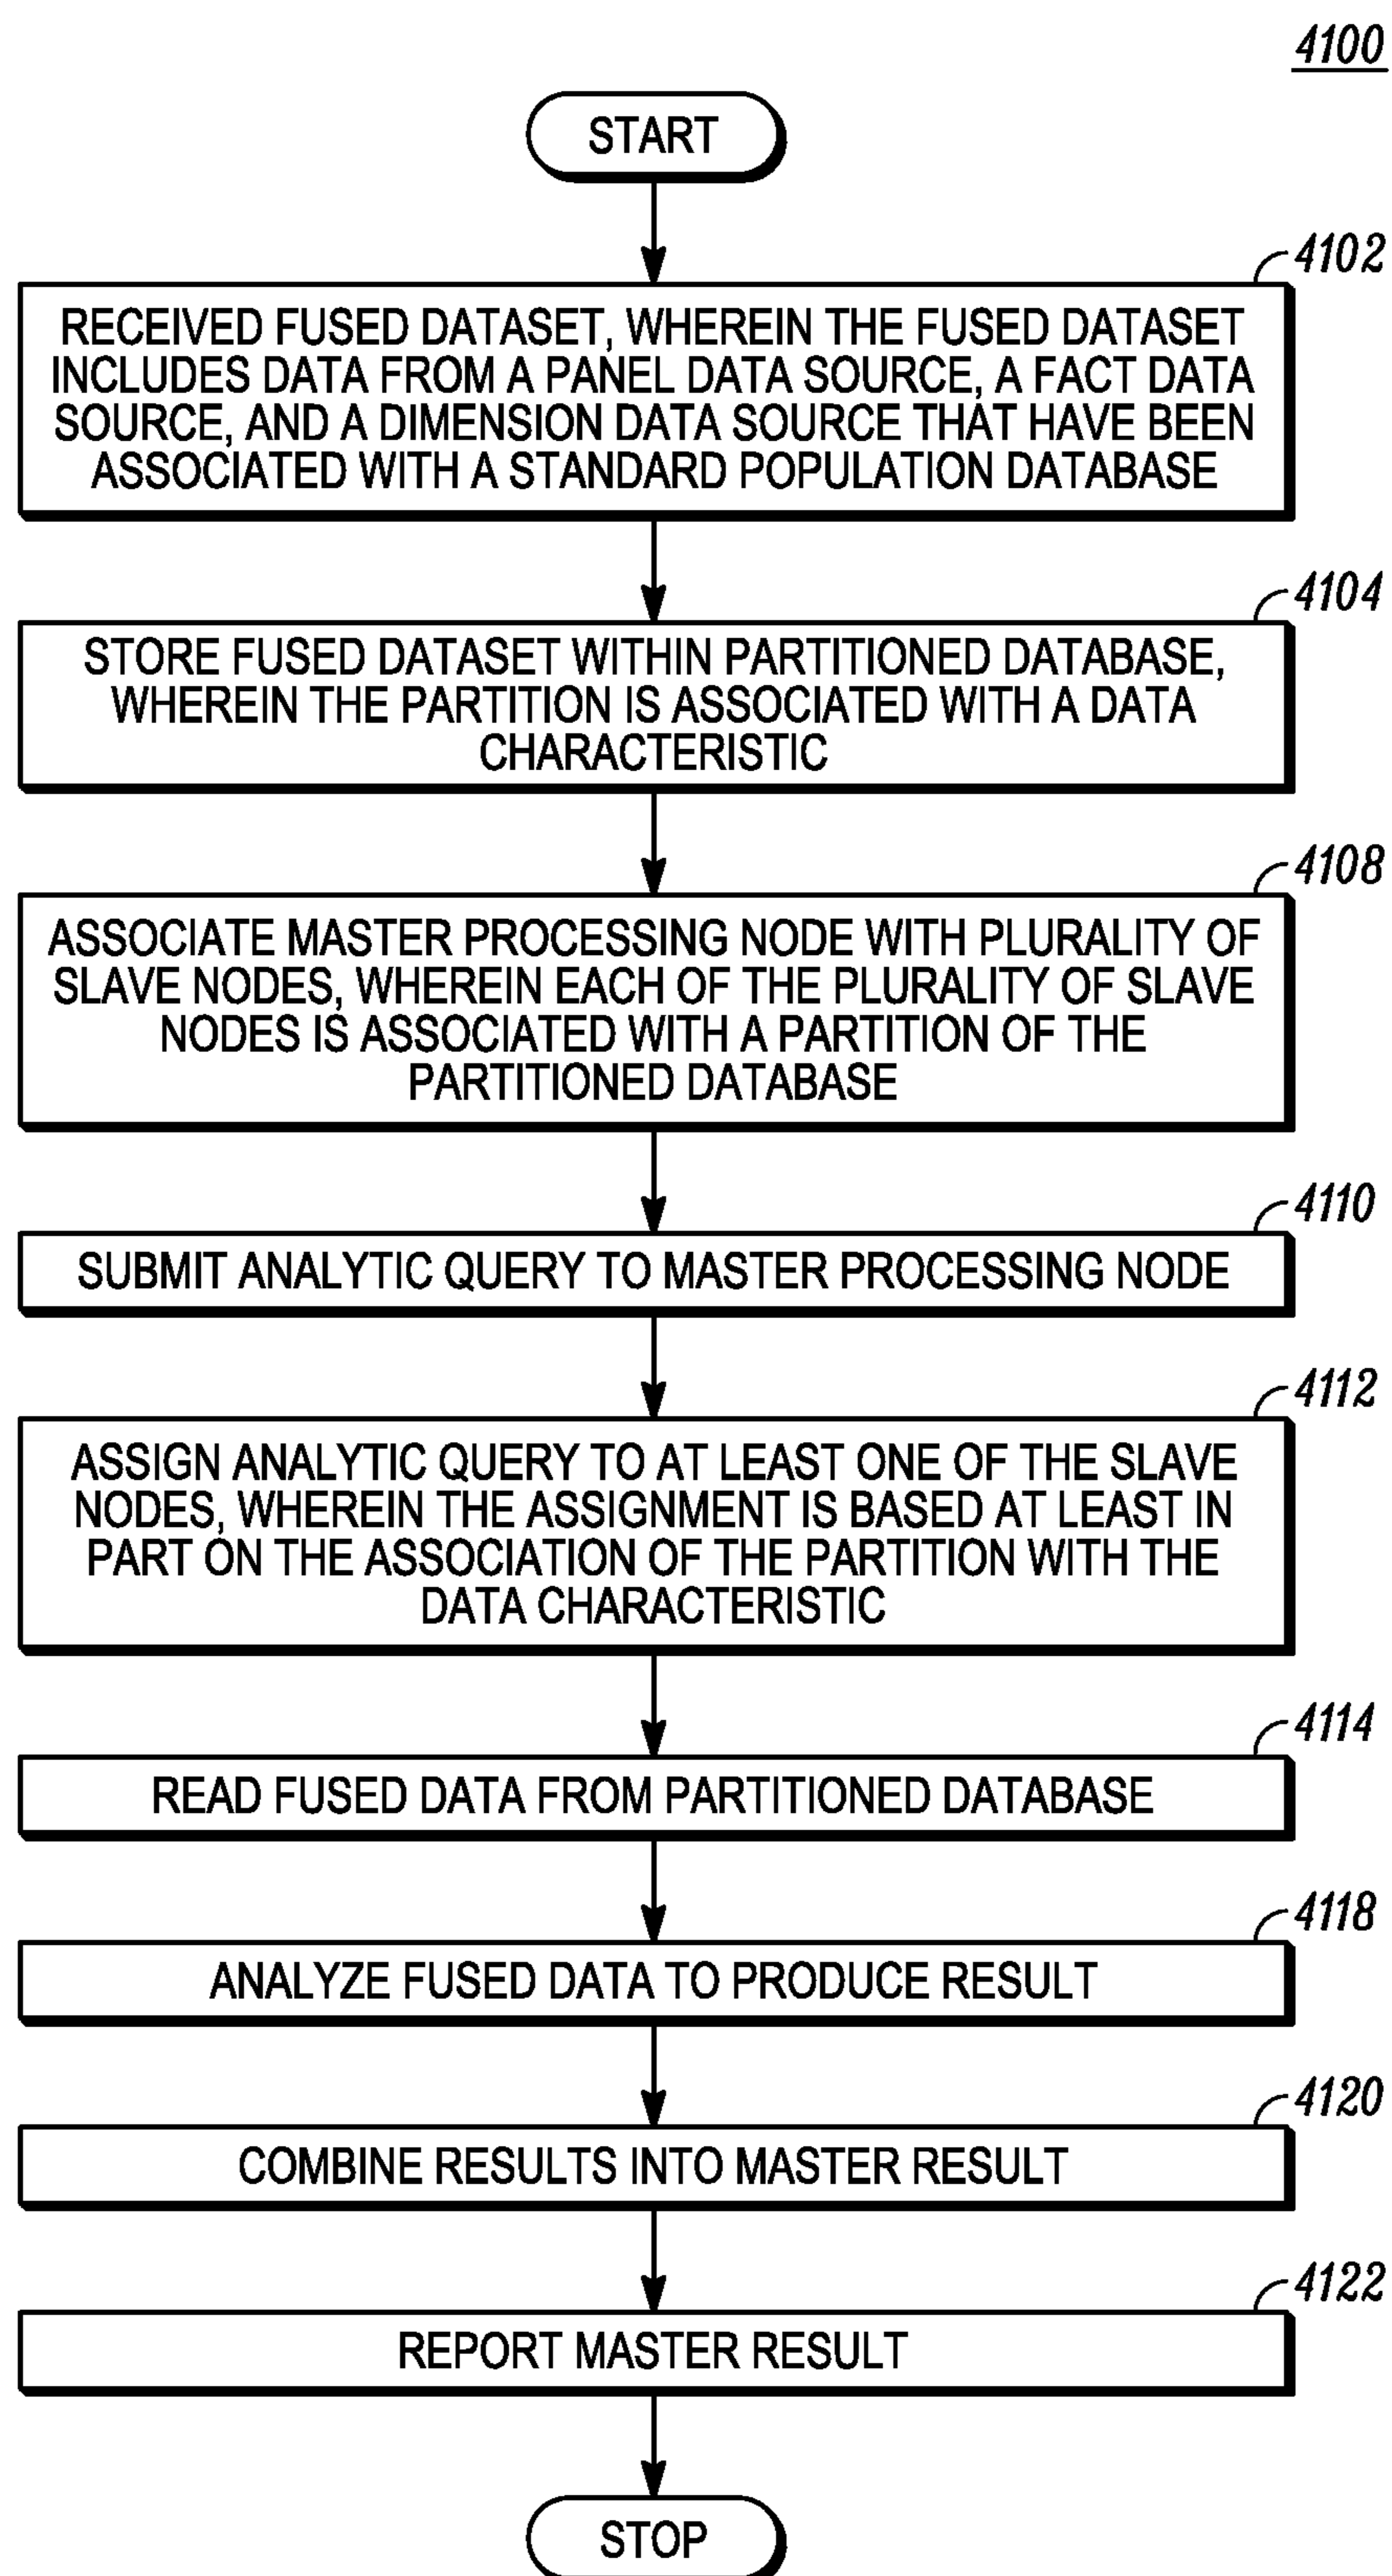 4100
START
4102
RECEIVED FUSED DATASET, WHEREIN THE FUSED DATASET
INCLUDES DATA FROM A PANEL DATA SOURCE, A FACT DATA
SOURCE, AND A DIMENSION DATA SOURCE THAT HAVE BEEN
ASSOCIATED WITH A STANDARD POPULATION DATABASE
4104
STORE FUSED DATASET WITHIN PARTITIONED DATABASE,
WHEREIN THE PARTITION IS ASSOCIATED WITH A DATA
CHARACTERISTIC
4108
ASSOCIATE MASTER PROCESSING NODE WITH PLURALITY OF
SLAVE NODES, WHEREIN EACH OF THE PLURALITY OF SLAVE
NODES IS ASSOCIATED WITH A PARTITION OF THE
PARTITIONED DATABASE
4110
SUBMIT ANALYTIC QUERY TO MASTER PROCESSING NODE
4112
ASSIGN ANALYTIC QUERY TO AT LEAST ONE OF THE SLAVE
NODES, WHEREIN THE ASSIGNMENT IS BASED AT LEAST IN
PART ON THE ASSOCIATION OF THE PARTITION WITH THE
DATA CHARACTERISTIC
4114
READ FUSED DATA FROM PARTITIONED DATABASE
4118
ANALYZE FUSED DATA TO PRODUCE RESULT
4120
COMBINE RESULTS INTO MASTER RESULT
4122
REPORT MASTER RESULT
STOP